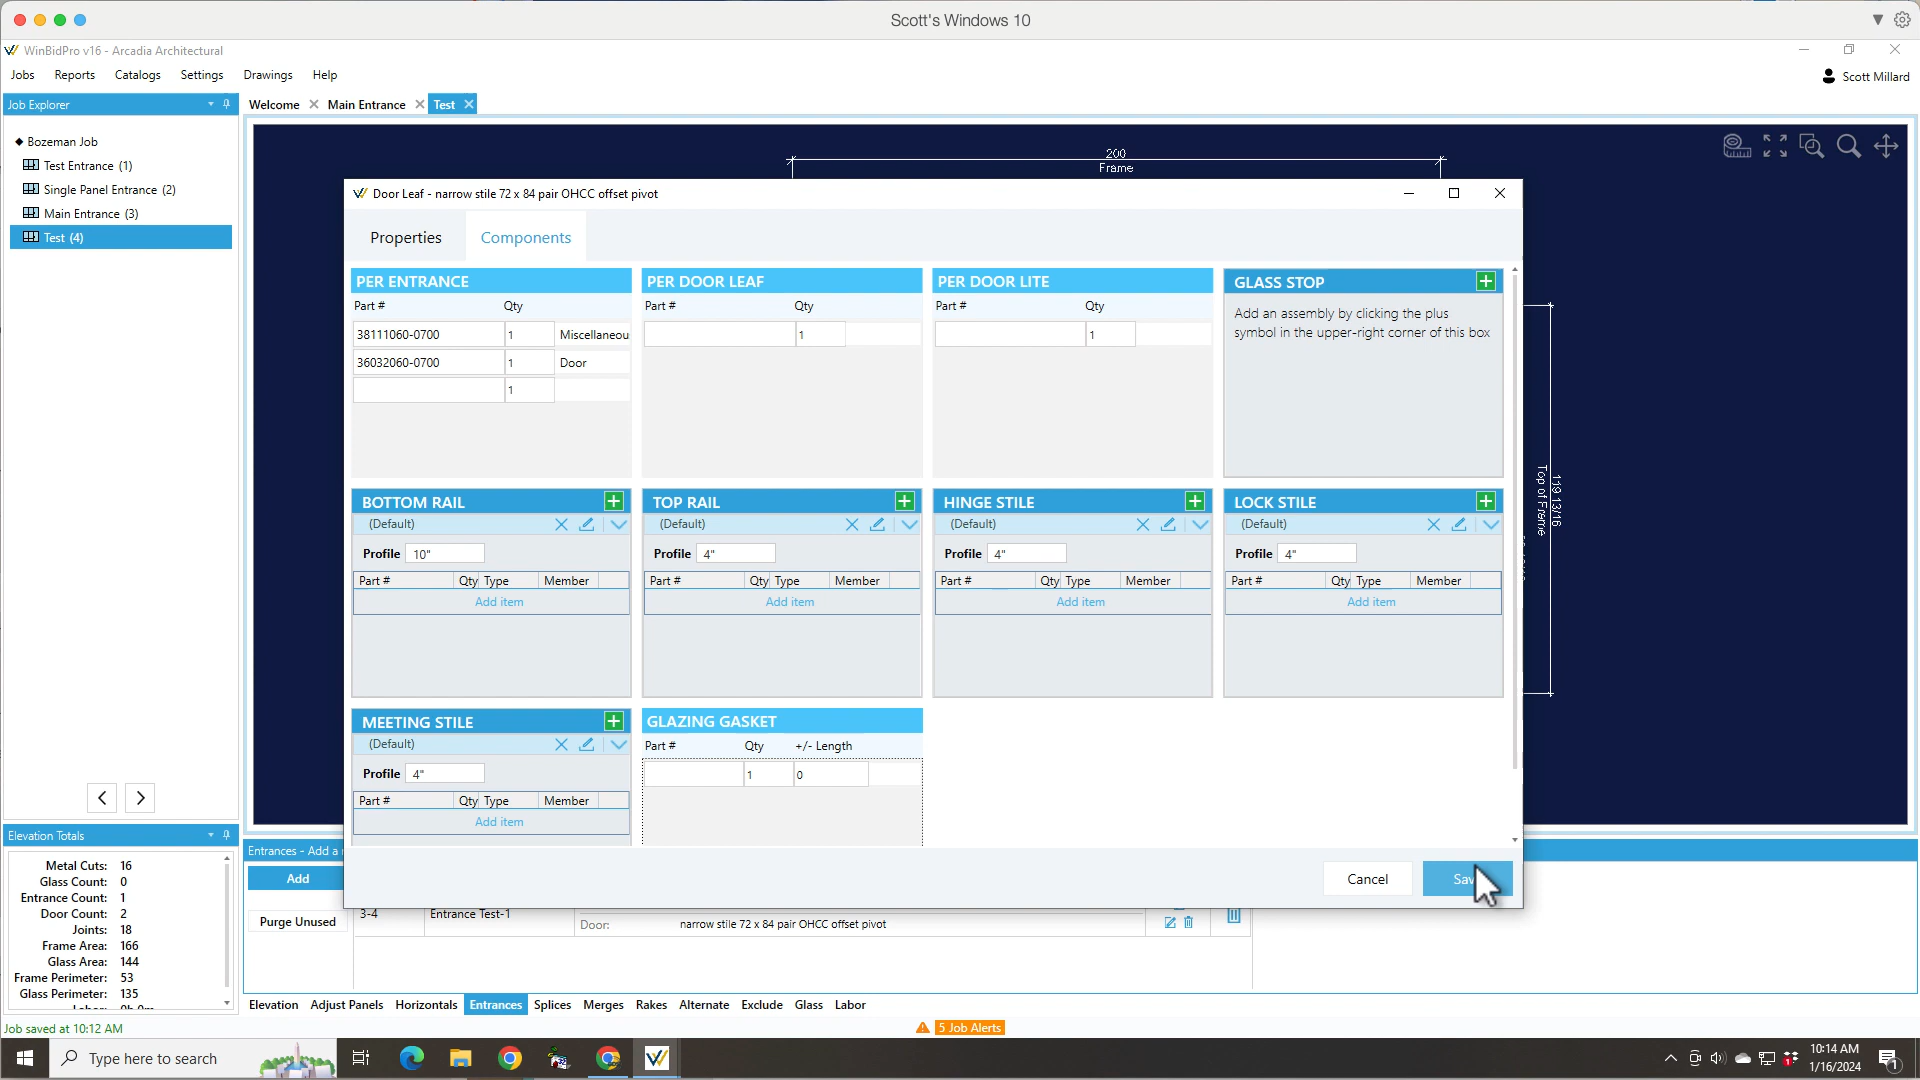 Scott's Windows 10
WinBidPro v16 - Arcadia Architectural
Jobs Reports Catalogs Settings Drawings Help
Scott Millard
Job Explorer
Welcome Main Entrance Test
Bozeman Job
Test Entrance (1)
Single Panel Entrance (2)
Main Entrance (3)
Test (4)
200
Frame
Door Leaf - narrow stile 72 x 84 pair OHCC offset pivot
Properties Components
PER ENTRANCE
Part # Qty
38111060-0700 1 Miscellaneou
36032060-0700 1 Door
1
PER DOOR LEAF
Part # Qty
1
PER DOOR LITE
Part # Qty
1
GLASS STOP
Add an assembly by clicking the plus
symbol in the upper-right corner of this box
BOTTOM RAIL
(Default)
Profile 10"
Part # Qty Type Member
Add item
TOP RAIL
(Default)
Profile 4"
Part # Qty Type Member
Add item
HINGE STILE
(Default)
Profile 4"
Part # Qty Type Member
Add item
LOCK STILE
(Default)
Profile 4"
Part # Qty Type Member
Add item
MEETING STILE
(Default)
Profile 4"
Part # Qty Type Member
Add item
GLAZING GASKET
Part # Qty +/- Length
1 0
119 13/16
Top of Frame
Cancel
Elevation Totals
Metal Cuts: 16
Glass Count: 0
Entrance Count: 1
Door Count: 2
Joints: 18
Frame Area: 166
Glass Area: 144
Frame Perimeter: 53
Glass Perimeter: 135
Entrances - Add a
Add
Purge Unused
3-4 Entrance Test-1
Door: narrow stile 72 x 84 pair OHCC offset pivot
Elevation Adjust Panels Horizontals Entrances Splices Merges Rakes Alternate Exclude Glass Labor
Job saved at 10:12 AM
5 Job Alerts
Type here to search
10:14 AM
1/16/2024
1
1